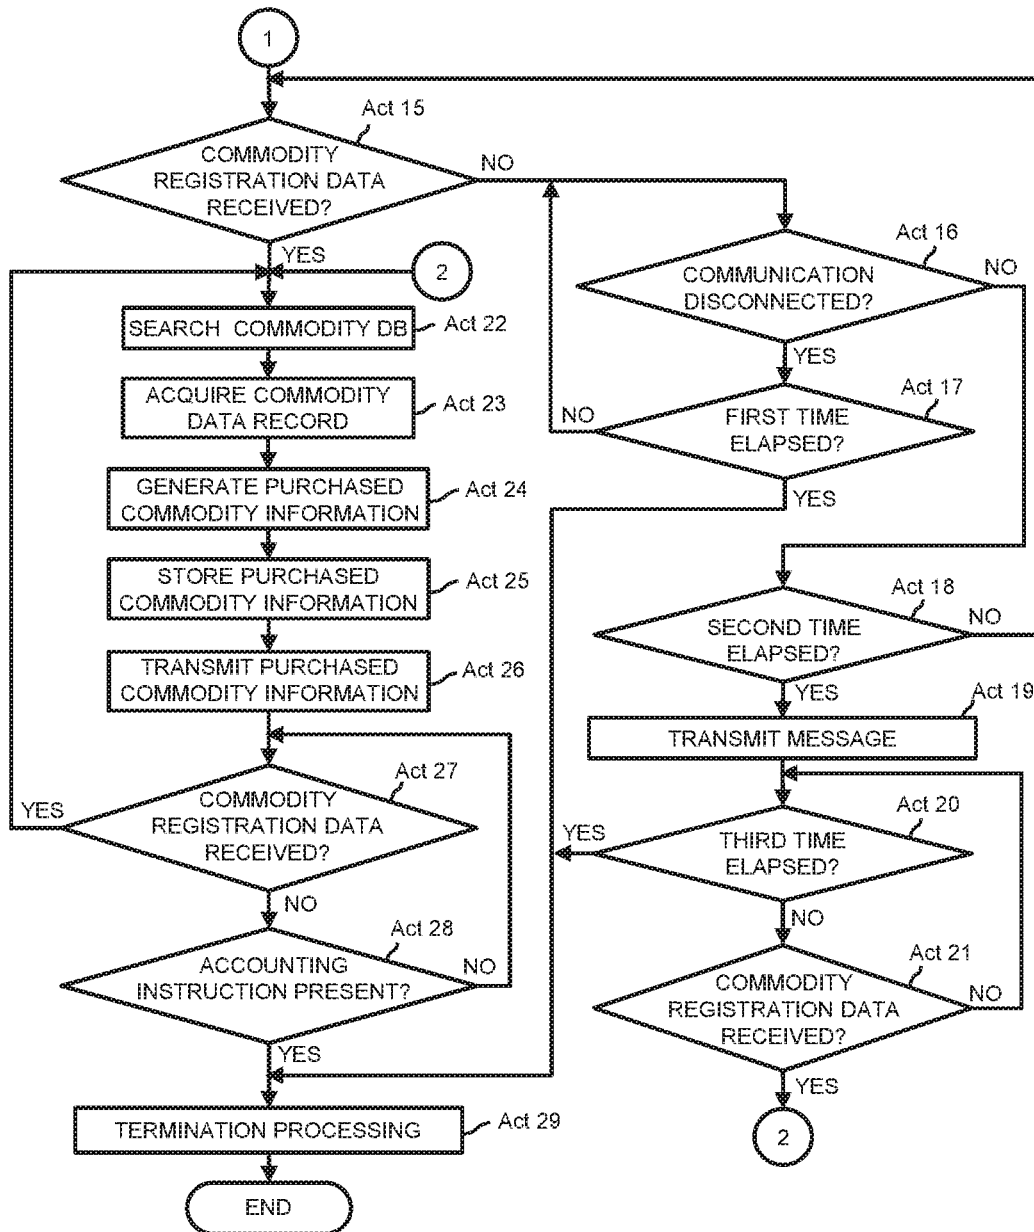 1
Act 15
COMMODITY
REGISTRATION DATA
RECEIVED?
NO
YES
2
Act 16
COMMUNICATION
DISCONNECTED?
NO
YES
SEARCH COMMODITY DB
Act 22
ACQUIRE COMMODITY
DATA RECORD
Act 23
Act 17
FIRST TIME
ELAPSED?
NO
YES
GENERATE PURCHASED
COMMODITY INFORMATION
Act 24
STORE PURCHASED
COMMODITY INFORMATION
Act 25
Act 18
SECOND TIME
ELAPSED?
NO
YES
TRANSMIT PURCHASED
COMMODITY INFORMATION
Act 26
Act 19
TRANSMIT MESSAGE
Act 27
COMMODITY
REGISTRATION DATA
RECEIVED?
YES
NO
Act 20
THIRD TIME
ELAPSED?
YES
NO
Act 28
ACCOUNTING
INSTRUCTION PRESENT?
NO
YES
Act 21
COMMODITY
REGISTRATION DATA
RECEIVED?
NO
YES
2
TERMINATION PROCESSING
Act 29
END